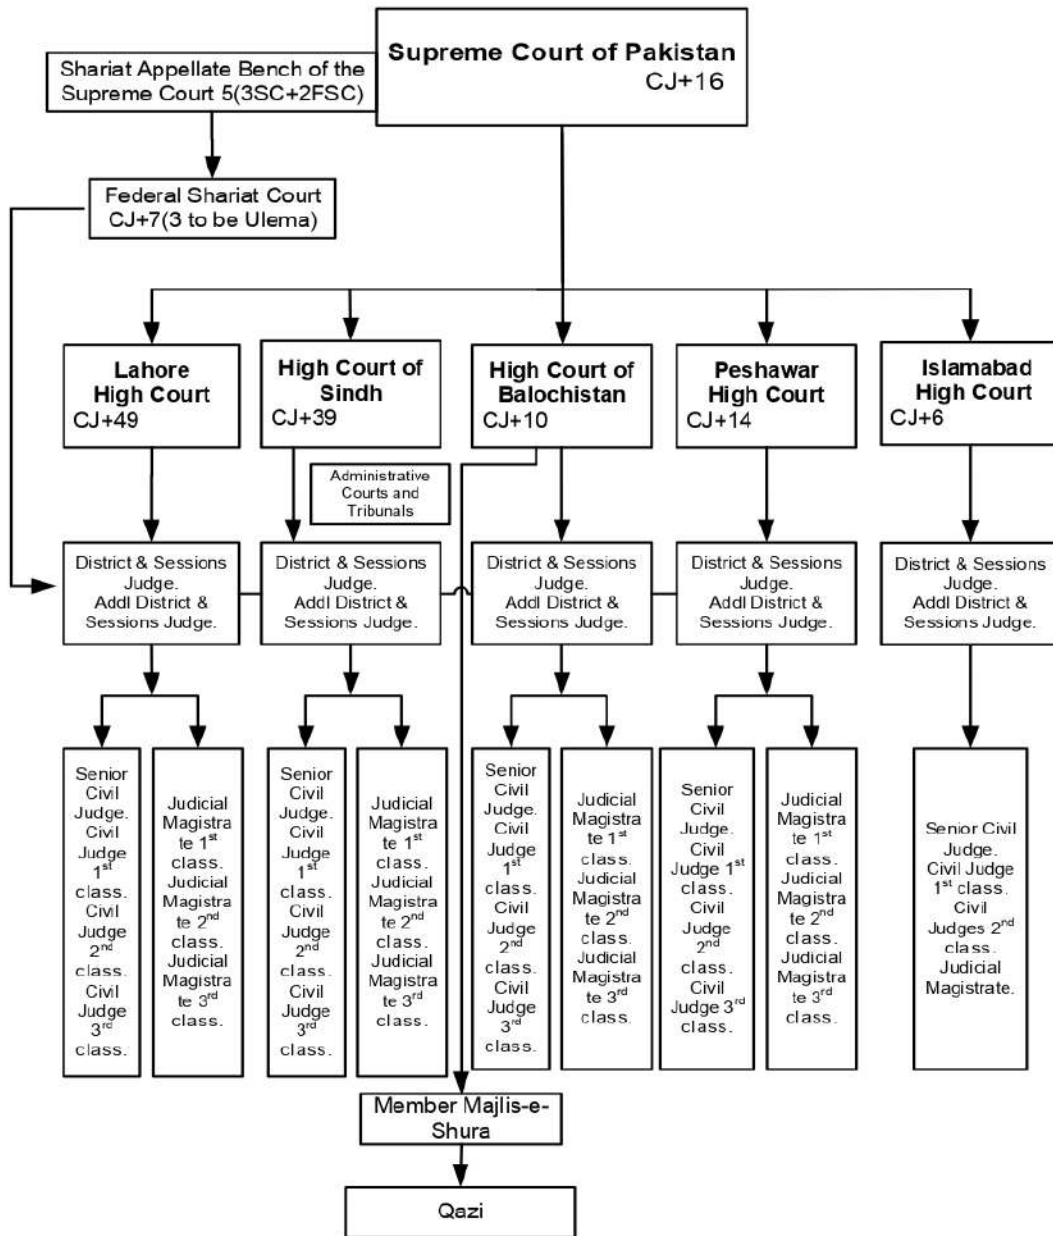 Supreme Court of Pakistan
CJ+16
Shariat Appellate Bench of the
Supreme Court 5(3SC+2FSC)
Federal Shariat Court
CJ+7(3 to be Ulema)
Lahore
High Court
CJ+49
High Court of
Sindh
CJ+39
High Court of
Balochistan
CJ+10
Peshawar
High Court
CJ+14
Islamabad
High Court
CJ+6
Administrative
Courts and
Tribunals
District & Sessions
Judge.
Addl District &
Sessions Judge.
District & Sessions
Judge.
Addl District &
Sessions Judge.
District & Sessions
Judge.
Addl District &
Sessions Judge.
District & Sessions
Judge.
Addl District &
Sessions Judge.
District & Sessions
Judge.
Addl District &
Sessions Judge.
Senior
Civil
Judge.
Civil
Judge
1st
class.
Civil
Judge 2nd
class.
Civil
Judge
3rd
class.
Judicial
Magistra
te 1st
class.
Judicial
Magistra
te 2nd
class.
Judicial
Magistra
te 3rd
class.
Senior
Civil
Judge.
Civil
Judge
1st
class.
Civil
Judge
2nd
class.
Civil
Judge
3rd
class.
Judicial
Magistra
te 1st
class.
Judicial
Magistra
te 2nd
class.
Judicial
Magistra
te 3rd
class.
Senior
Civil
Judge.
Civil
Judge
1st
class.
Civil
Judge
2nd
class.
Civil
Judge
3rd
class.
Judicial
Magistra
te 1st
class.
Judicial
Magistra
te 2nd
class.
Judicial
Magistra
te 3rd
class.
Senior
Civil
Judge.
Civil
Judge 1st
class.
Civil
Judge
2nd
class.
Civil
Judge 3rd
class.
Judicial
Magistra
te 1st
class.
Judicial
Magistra
te 2nd
class.
Judicial
Magistra
te 3rd
class.
Senior Civil
Judge.
Civil Judge
1st class.
Civil
Judges 2nd
class.
Judicial
Magistrate.
Member Majlis-e-
Shura
Qazi